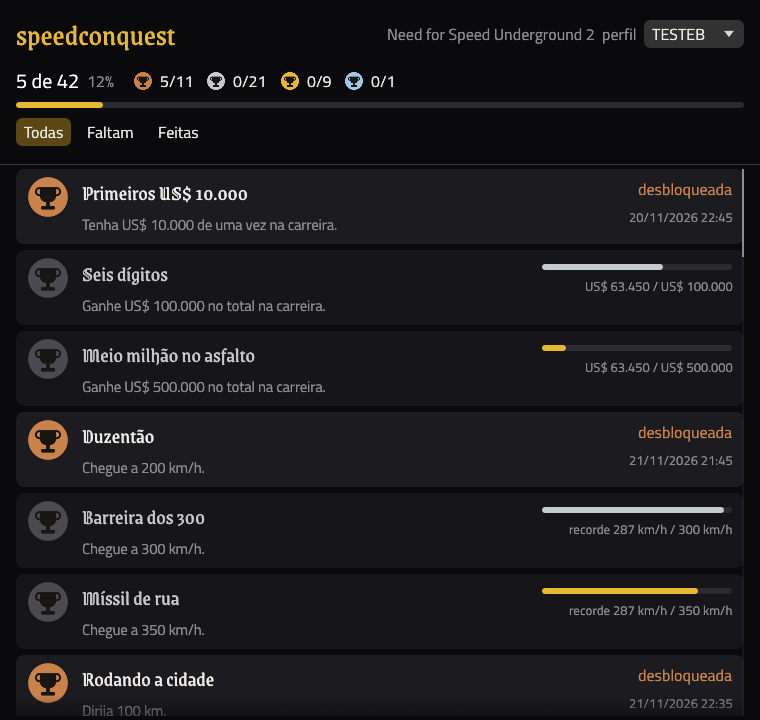 speedconquest
Need for Speed Underground 2 perfil TESTEB
5 de 42 12% 5/11 0/21 0/9 0/1
Todas Faltam Feitas
Primeiros US$ 10.000
desbloqueada
Tenha US$ 10.000 de uma vez na carreira.
20/11/2026 22:45
Seis dígitos
US$ 63.450 / US$ 100.000
Ganhe US$ 100.000 no total na carreira.
Meio milhão no asfalto
US$ 63.450 / US$ 500.000
Ganhe US$ 500.000 no total na carreira.
Duzentão
desbloqueada
Chegue a 200 km/h.
21/11/2026 21:45
Barreira dos 300
recorde 287 km/h / 300 km/h
Chegue a 300 km/h.
Míssil de rua
recorde 287 km/h / 350 km/h
Chegue a 350 km/h.
Rodando a cidade
desbloqueada
Dirija 100 km.
21/11/2026 22:35